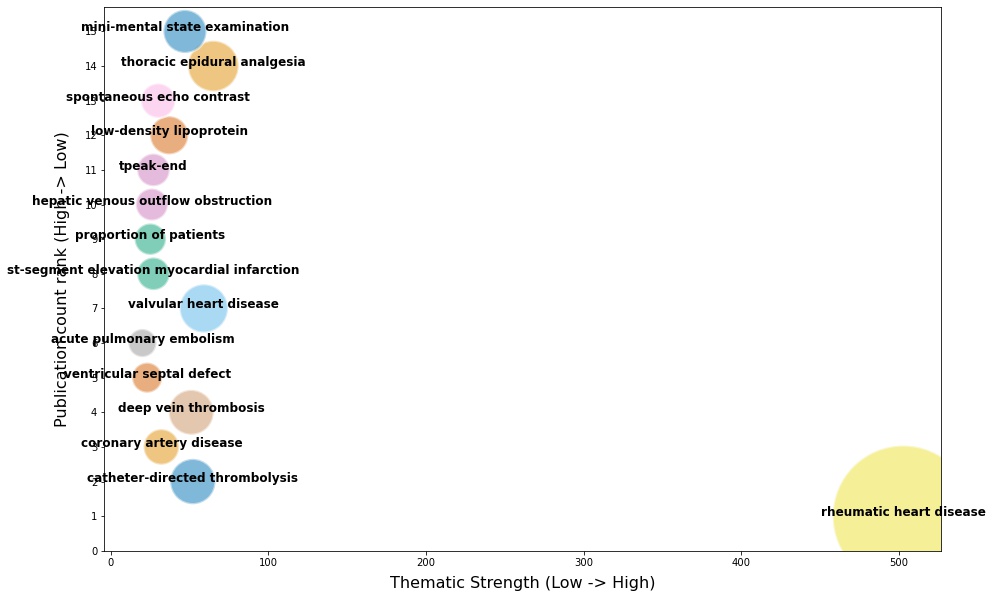 mini-mental state examination
15
thoracic epidural analgesia
14
spontaneous echo contrast
13
low-density lipoprotein
12
tpeak-end
11
hepatic venous outflow obstruction
10
proportion of patients
9
st-segment elevation myocardial infarction
8
valvular heart disease
7
acute pulmonary embolism
6
ventricular septal defect
5
deep vein thrombosis
4
coronary artery disease
3
catheter-directed thrombolysis
2
rheumatic heart disease
1
0
Publication count rank (High -> Low)
0 100 200 300 400 500
Thematic Strength (Low -> High)